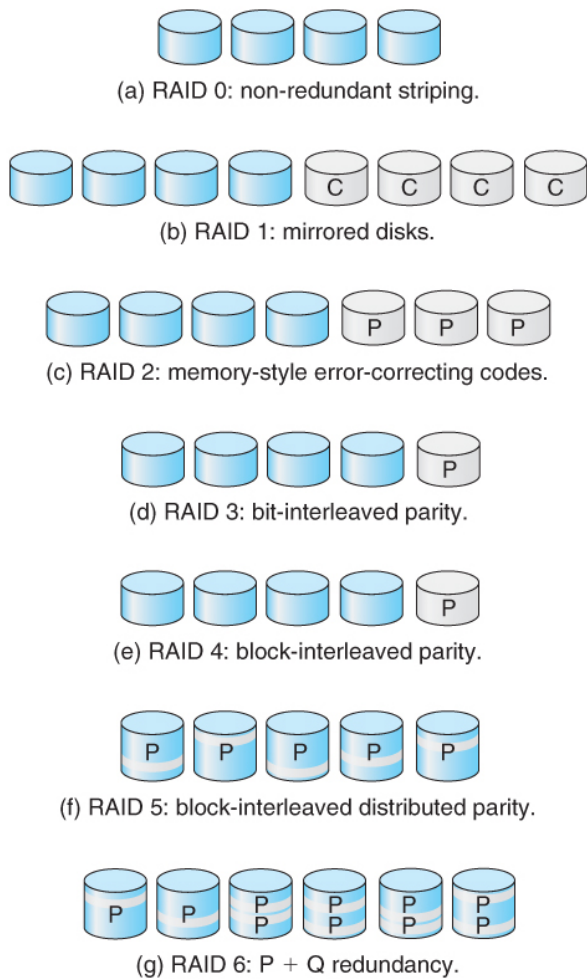 (a) RAID 0: non-redundant striping.
C C C C
(b) RAID 1: mirrored disks.
P P P
(c) RAID 2: memory-style error-correcting codes.
P
(d) RAID 3: bit-interleaved parity.
P
(e) RAID 4: block-interleaved parity.
P P P P P
(f) RAID 5: block-interleaved distributed parity.
P P P P P P
P P P P
(g) RAID 6: P + Q redundancy.